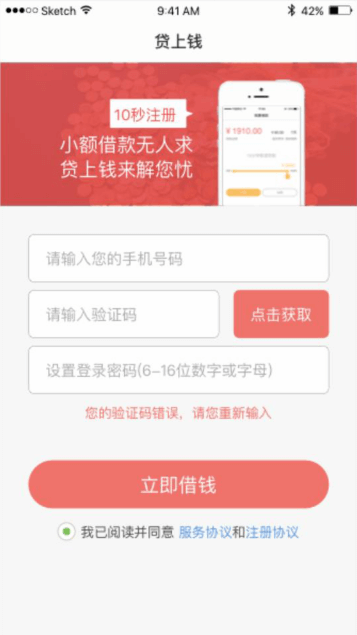 Sketch 9:41 AM 42%
贷上钱
10秒注册
小额借款无人求
贷上钱来解您忧
¥ 1910.00
请输入您的手机号码
请输入验证码 点击获取
设置登录密码(6-16位数字或字母)
您的验证码错误，请您重新输入
立即借钱
我已阅读并同意 服务协议和注册协议